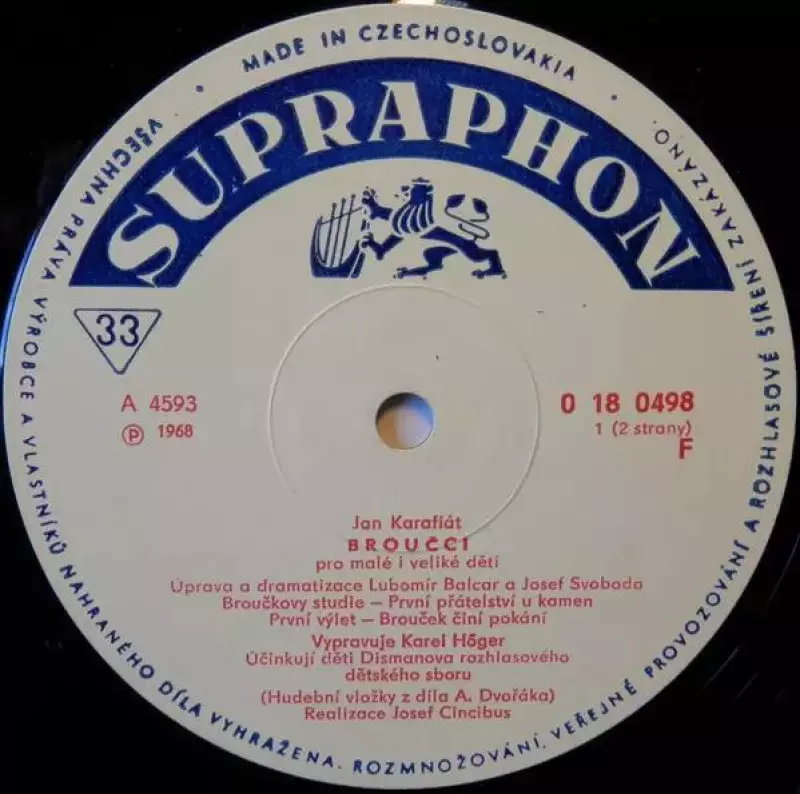 MADE IN CZECHOSLOVAKIA
SUPRAPHON
33
A 4593
℗ 1968
0 18 0498
1 (2 strany)
F
Jan Karafiát
BROUČCI
pro malé i veliké děti
Úprava a dramatizace Lubomír Balcar a Josef Svoboda
Broučkovy studie – První přátelství u kamen
První výlet – Brouček činí pokání
Vypravuje Karel Höger
Účinkují děti Dismanova rozhlasového
dětského sboru
(Hudební vložky z díla A. Dvořáka)
Realizace Josef Cincibus
VŠECHNA PRÁVA VÝROBCE A VLASTNÍKŮ NAHRANÉHO DÍLA VYHRAŽENA. ROZMNOŽOVÁNÍ, VEŘEJNÉ PROVOZOVÁNÍ A ROZHLASOVÉ ŠÍŘENÍ ZAKÁZÁNO